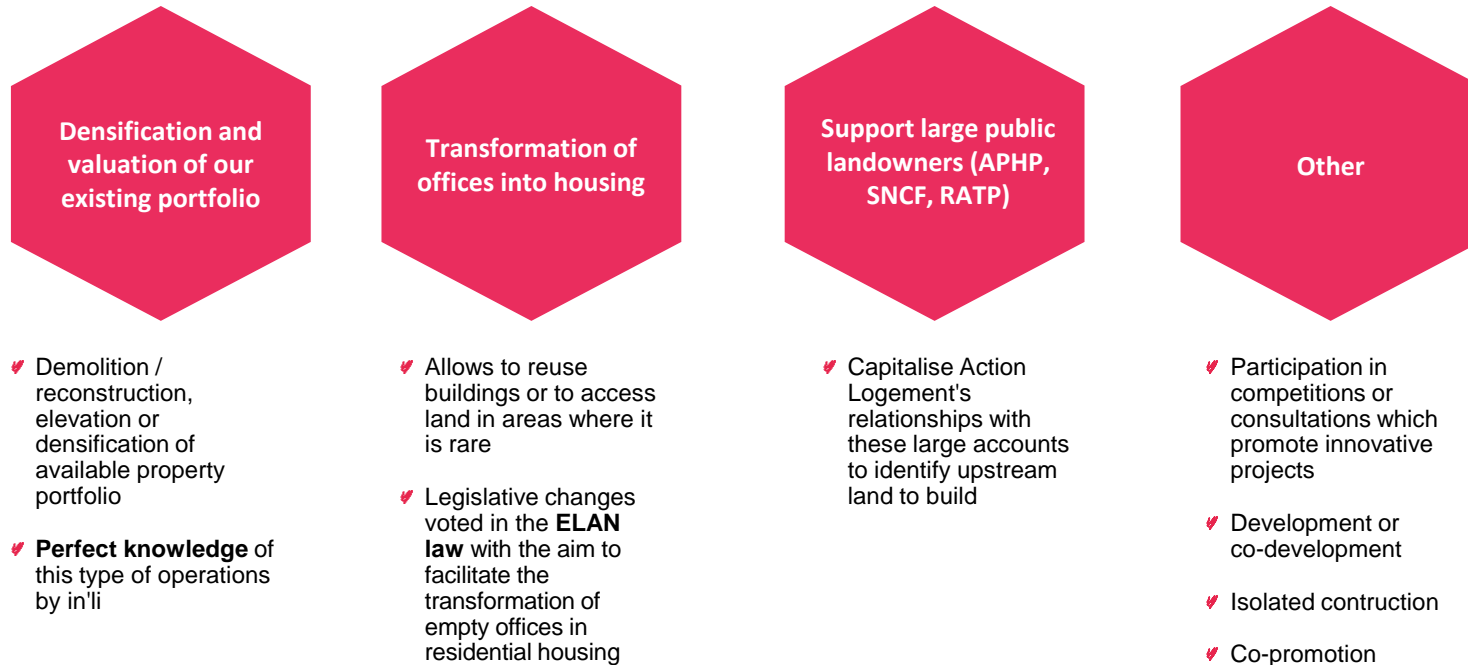 Densification and
valuation of our
existing portfolio
Transformation of
offices into housing
Support large public
landowners (APHP,
SNCF, RATP)
Other
Demolition /
reconstruction,
elevation or
densification of
available property
portfolio
Perfect knowledge of
this type of operations
by in'li
Allows to reuse
buildings or to access
land in areas where it
is rare
Legislative changes
voted in the ELAN
law with the aim to
facilitate the
transformation of
empty offices in
residential housing
Capitalise Action
Logement's
relationships with
these large accounts
to identify upstream
land to build
Participation in
competitions or
consultations which
promote innovative
projects
Development or
co-development
Isolated contruction
Co-promotion